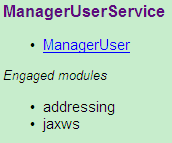 ManagerUserService
• ManagerUser
Engaged modules
• addressing
• jaxws